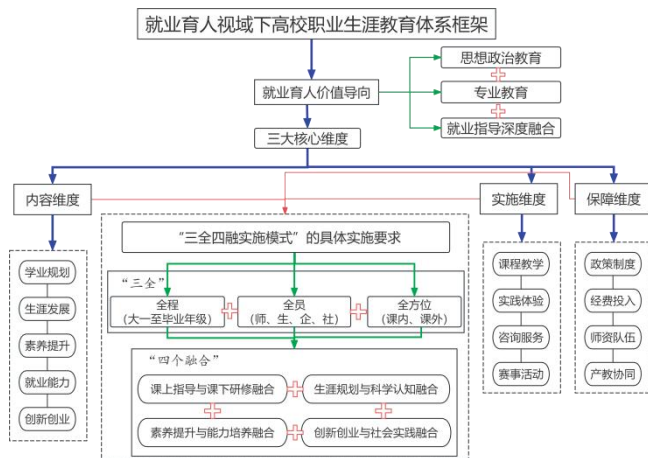 就业育人视域下高校职业生涯教育体系框架
思想政治教育
就业育人价值导向
专业教育
就业指导深度融合
三大核心维度
内容维度
实施维度
保障维度
学业规划
生涯发展
素养提升
就业能力
创新创业
“三全四融实施模式”的具体实施要求
“三全”
全程
(大一至毕业年级)
全员
(师、生、企、社)
全方位
(课内、课外)
“四个融合”
课上指导与课下研修融合
生涯规划与科学认知融合
素养提升与能力培养融合
创新创业与社会实践融合
课程教学
实践体验
咨询服务
赛事活动
政策制度
经费投入
师资队伍
产教协同